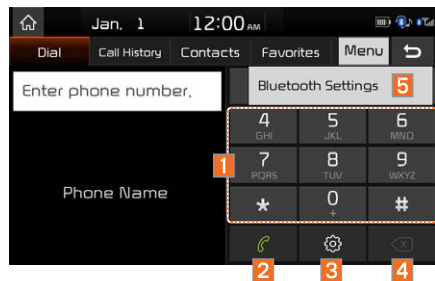 Jan. 1 12:00 AM
Dial Call History Contacts Favorites Menu
Enter phone number.
Bluetooth Settings 5
4 5 6
GHI JKL MNO
1
7 8 9
PQRS TUV WXYZ
Phone Name
* 0 #
+
2 3 4